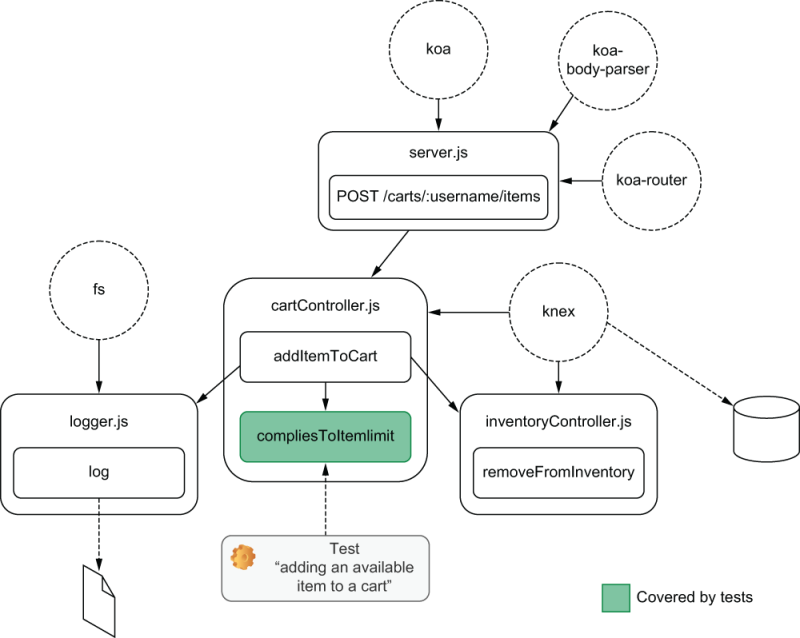 koa
koa-
body-parser
server.js
POST /carts/:username/items
koa-router
fs
cartController.js
knex
addItemToCart
logger.js
compliesToItemlimit
inventoryController.js
log
removeFromInventory
Test
“adding an available
item to a cart”
Covered by tests